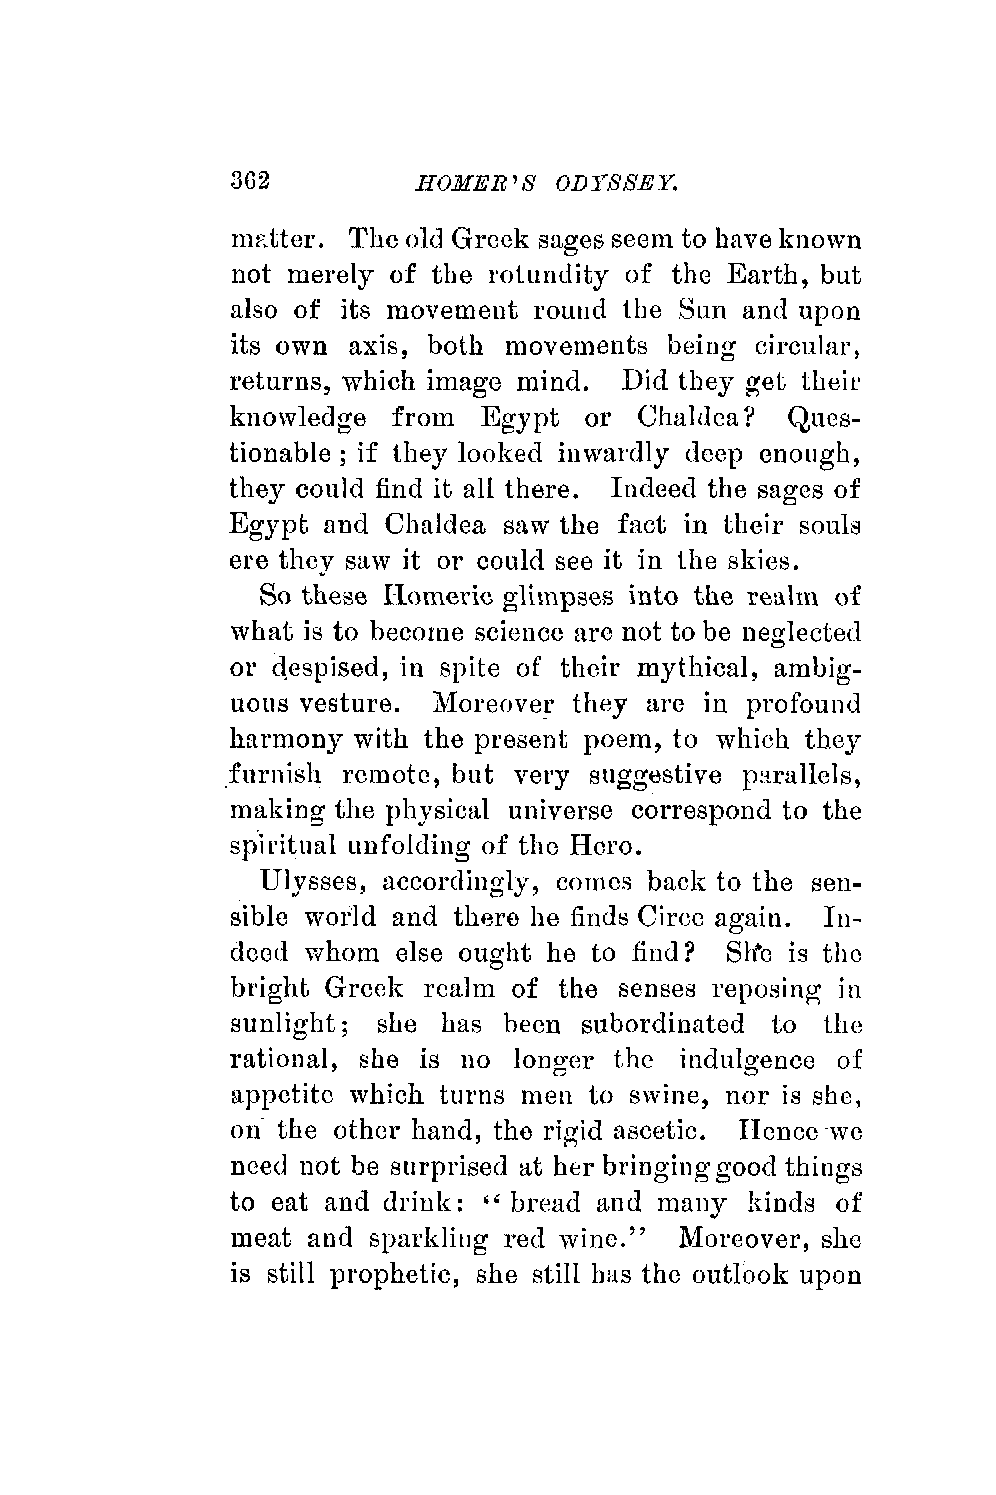 362 HOMER'S ODYSSEY.
matter. The old Greek sages seem to have known
not merely of the rotundity of the Earth, but
also of its movement round the Sun and upon
its own axis, both movements being circular,
returns, which image mind. Did they get their
knowledge from Egypt or Chaldea? Ques-
tionable; if they looked inwardly deep enough,
they could find it all there. Indeed the sages of
Egypt and Chaldea saw the fact in their souls
ere they saw it or could see it in the skies.
So these Homeric glimpses into the realm of
what is to become science are not to be neglected
or despised, in spite of their mythical, ambig-
uous vesture. Moreover they are in profound
harmony with the present poem, to which they
furnish remote, but very suggestive parallels,
making the physical universe correspond to the
spiritual unfolding of the Hero.
Ulysses, accordingly, comes back to the sen-
sible world and there he finds Circe again. In-
deed whom else ought he to find? She is the
bright Greek realm of the senses reposing in
sunlight; she has been subordinated to the
rational, she is no longer the indulgence of
appetite which turns men to swine, nor is she,
on the other hand, the rigid ascetic. Hence we
need not be surprised at her bringing good things
to eat and drink: "bread and many kinds of
meat and sparkling red wine." Moreover, she
is still prophetic, she still has the outlook upon